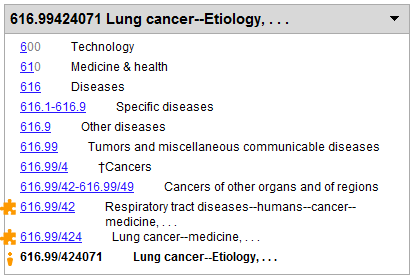 616.99424071 Lung cancer--Etiology, . . .
600 Technology
610 Medicine & health
616 Diseases
616.1-616.9 Specific diseases
616.9 Other diseases
616.99 Tumors and miscellaneous communicable diseases
616.99/4 †Cancers
616.99/42-616.99/49 Cancers of other organs and of regions
616.99/42 Respiratory tract diseases--humans--cancer--
medicine, . . .
616.99/424 Lung cancer--medicine, . . .
616.99/424071 Lung cancer--Etiology, . . .